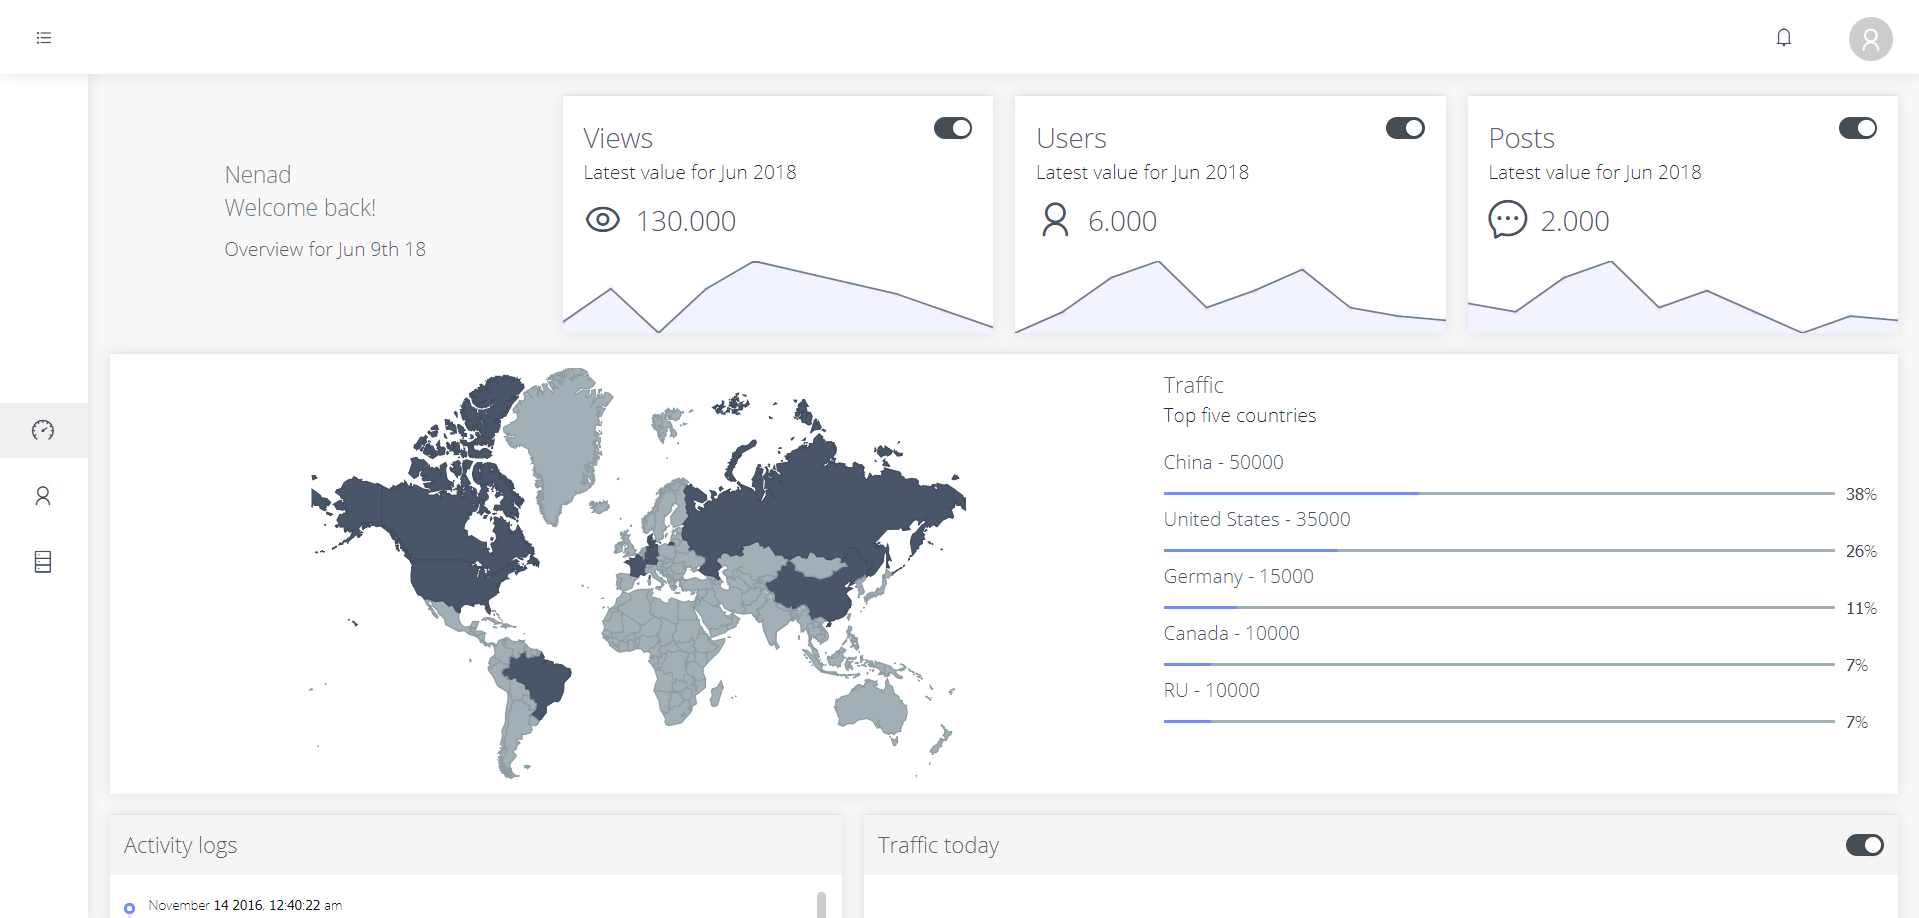 Nenad
Welcome back!
Overview for Jun 9th 18
Views
Latest value for Jun 2018
130.000
Users
Latest value for Jun 2018
6.000
Posts
Latest value for Jun 2018
2.000
Traffic
Top five countries
China - 50000
38%
United States - 35000
26%
Germany - 15000
11%
Canada - 10000
7%
RU - 10000
7%
Activity logs
November 14 2016, 12:40:22 am
Traffic today